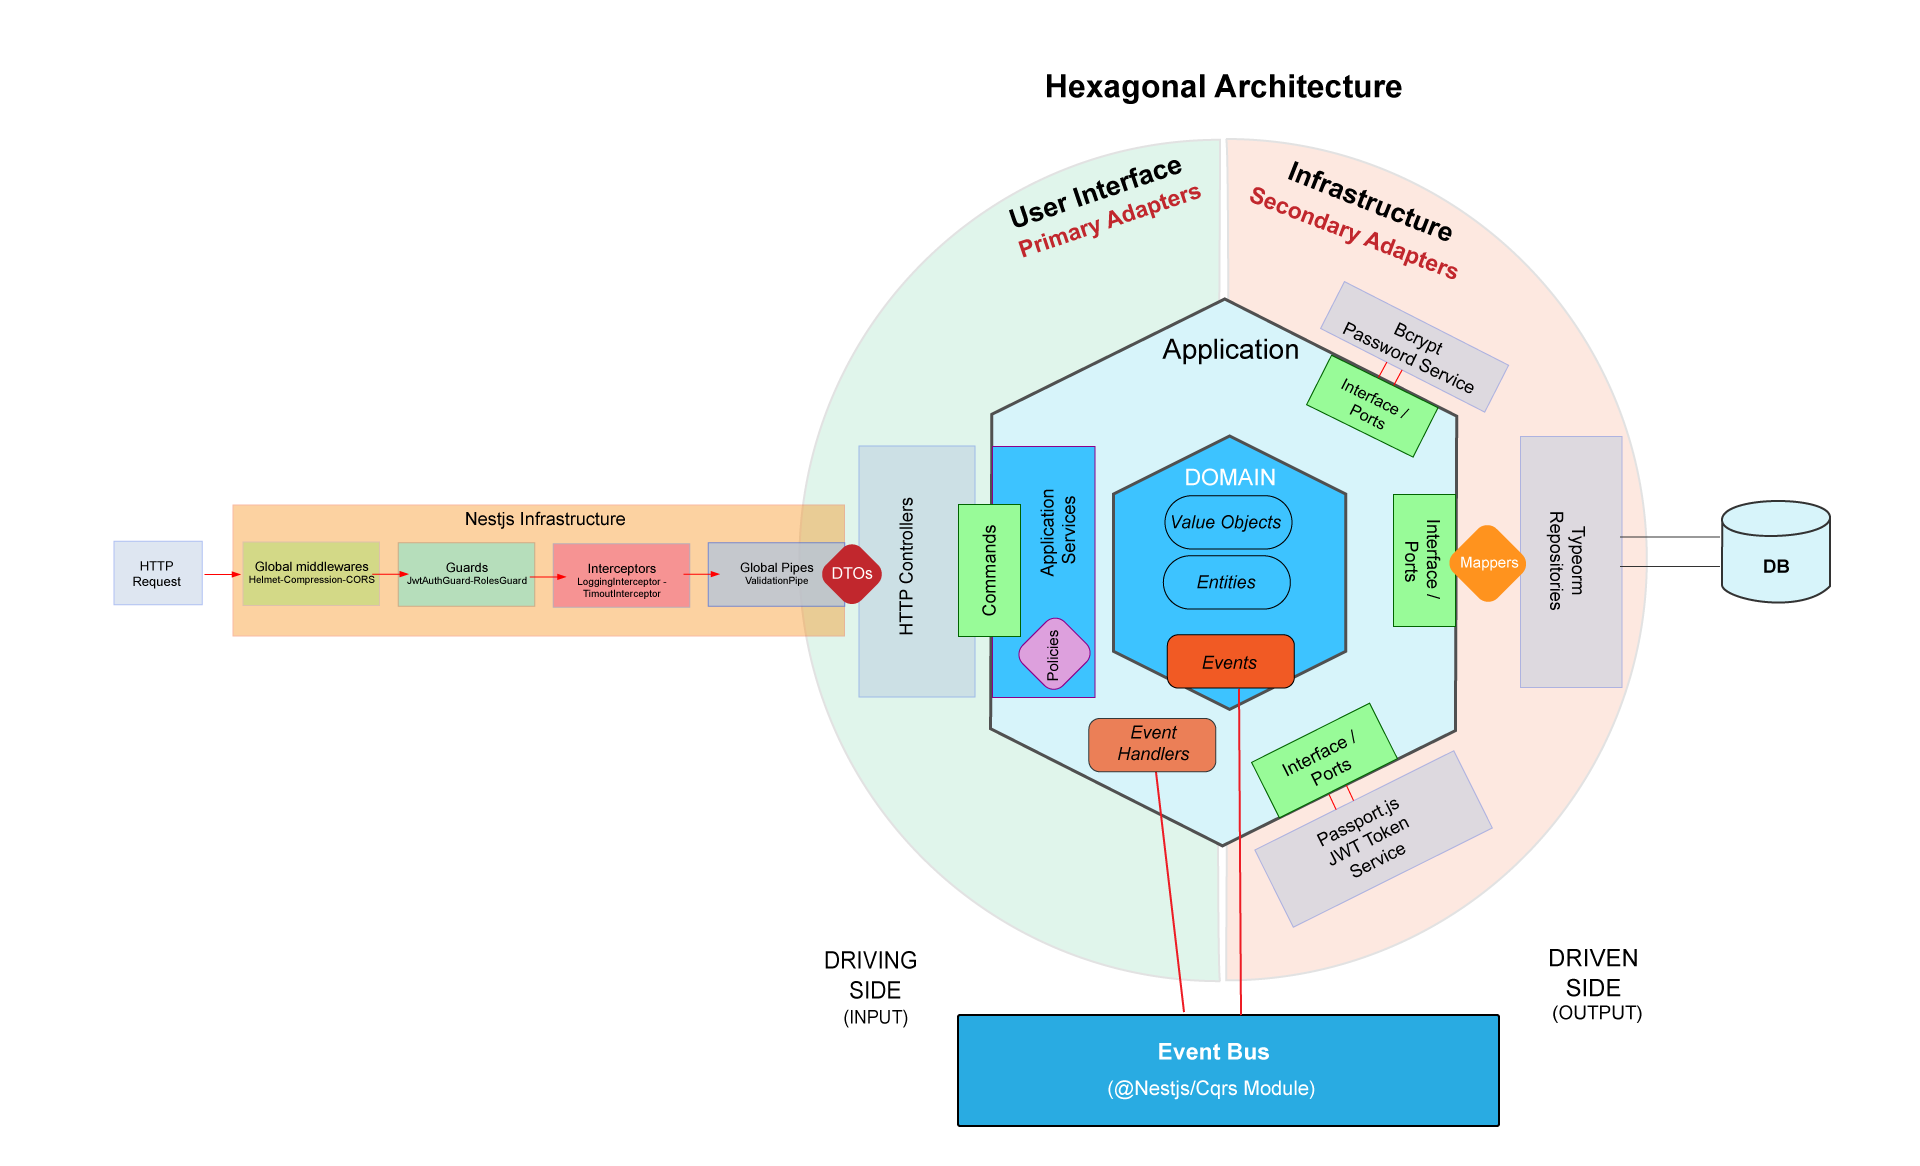 Hexagonal Architecture
User Interface
Primary Adapters
Infrastructure
Secondary Adapters
Bcrypt
Password Service
Application
Interface /
Ports
DOMAIN
Value Objects
Entities
Events
HTTP
Request
Nestjs Infrastructure
Global middlewares
Helmet-Compression-CORS
Guards
JwtAuthGuard-RolesGuard
Interceptors
LoggingInterceptor -
TimoutInterceptor
Global Pipes
ValidationPipe
DTOs
HTTP Controllers
Commands
Application
Services
Policies
Interface /
Ports
Mappers
Typeorm
Repositories
DB
Event
Handlers
Interface /
Ports
Passport.js
JWT Token
Service
DRIVING
SIDE
(INPUT)
DRIVEN
SIDE
(OUTPUT)
Event Bus
(@Nestjs/Cqrs Module)